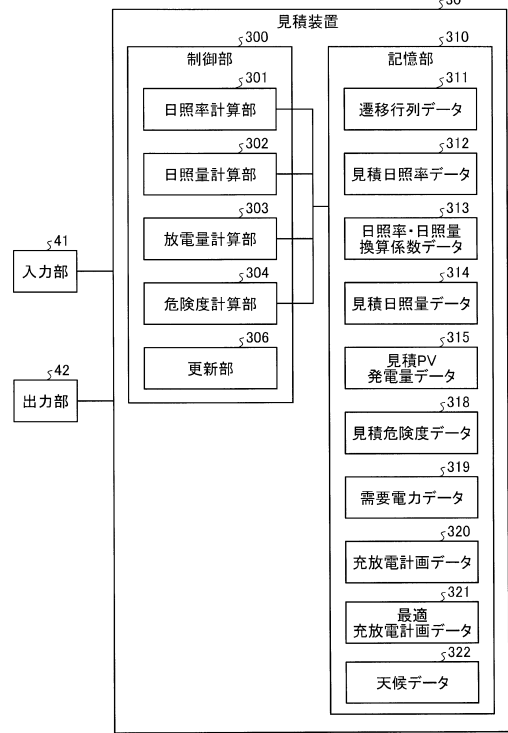 30
見積装置
300
制御部
301
日照率計算部
302
日照量計算部
303
放電量計算部
304
危険度計算部
306
更新部
310
記憶部
311
遷移行列データ
312
見積日照率データ
313
日照率・日照量
換算係数データ
314
見積日照量データ
315
見積PV
発電量データ
318
見積危険度データ
319
需要電力データ
320
充放電計画データ
321
最適
充放電計画データ
322
天候データ
41
入力部
42
出力部